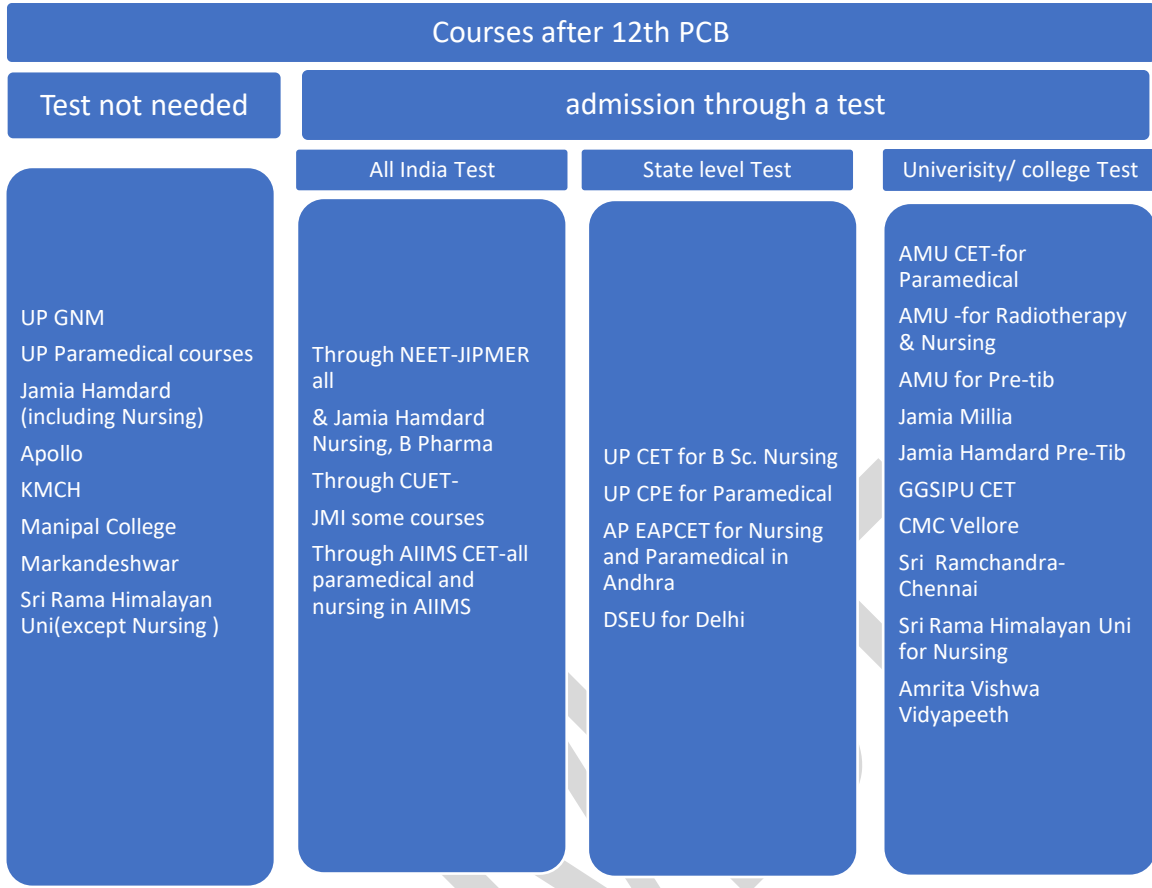 Courses after 12th PCB
Test not needed
admission through a test
All India Test
State level Test
Univerisity/ college Test
UP GNM
UP Paramedical courses
Jamia Hamdard
(including Nursing)
Apollo
KMCH
Manipal College
Markandeshwar
Sri Rama Himalayan
Uni(except Nursing )
Through NEET-JIPMER
all
& Jamia Hamdard
Nursing, B Pharma
Through CUET-
JMI some courses
Through AIIMS CET-all
paramedical and
nursing in AIIMS
UP CET for B Sc. Nursing
UP CPE for Paramedical
AP EAPCET for Nursing
and Paramedical in
Andhra
DSEU for Delhi
AMU CET-for
Paramedical
AMU -for Radiotherapy
& Nursing
AMU for Pre-tib
Jamia Millia
Jamia Hamdard Pre-Tib
GGSIPU CET
CMC Vellore
Sri Ramchandra-
Chennai
Sri Rama Himalayan Uni
for Nursing
Amrita Vishwa
Vidyapeeth